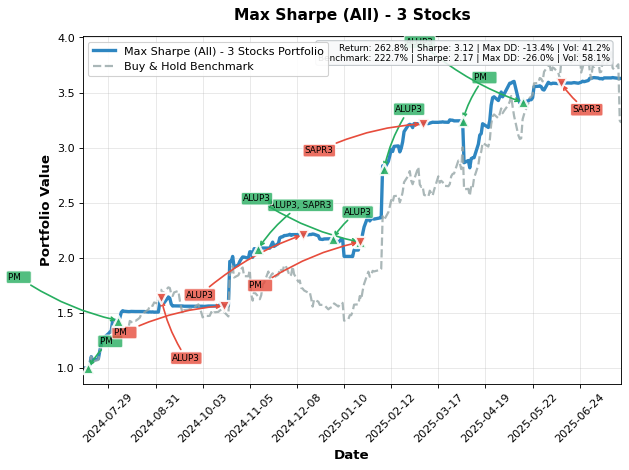 Max Sharpe (All) - 3 Stocks
ALUP3
Max Sharpe (All) - 3 Stocks Portfolio
Buy & Hold Benchmark
Return: 262.8% | Sharpe: 3.12 | Max DD: -13.4% | Vol: 41.2%
Benchmark: 222.7% | Sharpe: 2.17 | Max DD: -26.0% | Vol: 58.1%
PM
ALUP3
SAPR3
SAPR3
ALUP3
ALUP3, SAPR3
ALUP3
PM
PM
ALUP3
PM
PM
ALUP3
4.0
3.5
3.0
2.5
2.0
1.5
1.0
Portfolio Value
2024-07-29
2024-08-31
2024-10-03
2024-11-05
2024-12-08
2025-01-10
2025-02-12
2025-03-17
2025-04-19
2025-05-22
2025-06-24
Date